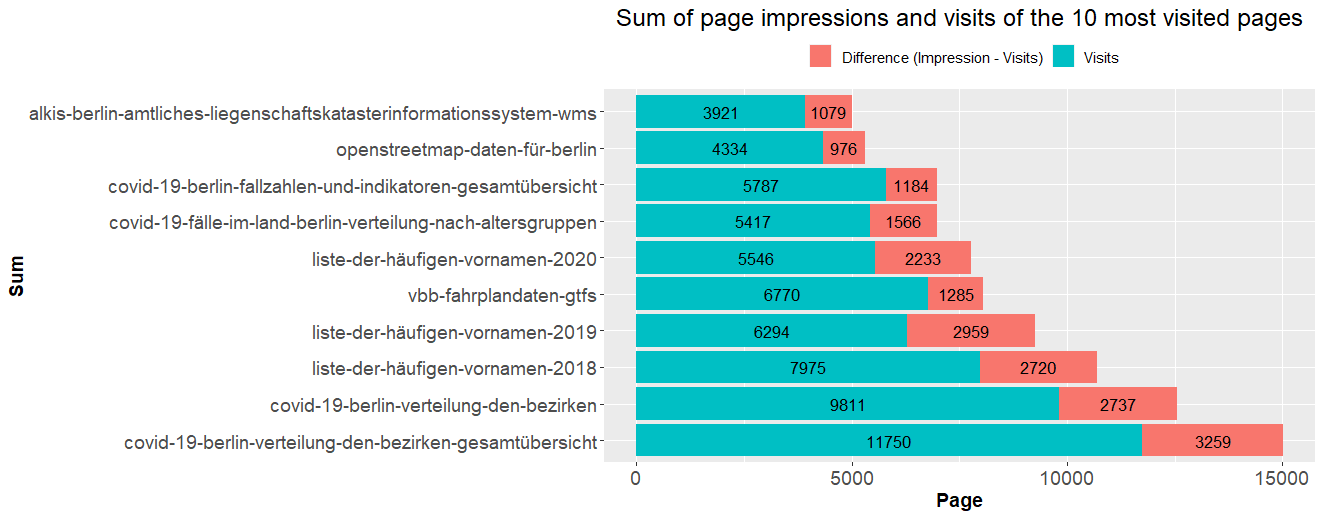 Sum of page impressions and visits of the 10 most visited pages
Difference (Impression - Visits) Visits
alkis-berlin-amtliches-liegenschaftskatasterinformationssystem-wms 3921 1079
openstreetmap-daten-für-berlin 4334 976
covid-19-berlin-fallzahlen-und-indikatoren-gesamtübersicht 5787 1184
covid-19-fälle-im-land-berlin-verteilung-nach-altersgruppen 5417 1566
liste-der-häufigen-vornamen-2020 5546 2233
vbb-fahrplandaten-gtfs 6770 1285
liste-der-häufigen-vornamen-2019 6294 2959
liste-der-häufigen-vornamen-2018 7975 2720
covid-19-berlin-verteilung-den-bezirken 9811 2737
covid-19-berlin-verteilung-den-bezirken-gesamtübersicht 11750 3259
Sum
0 5000 10000 15000
Page